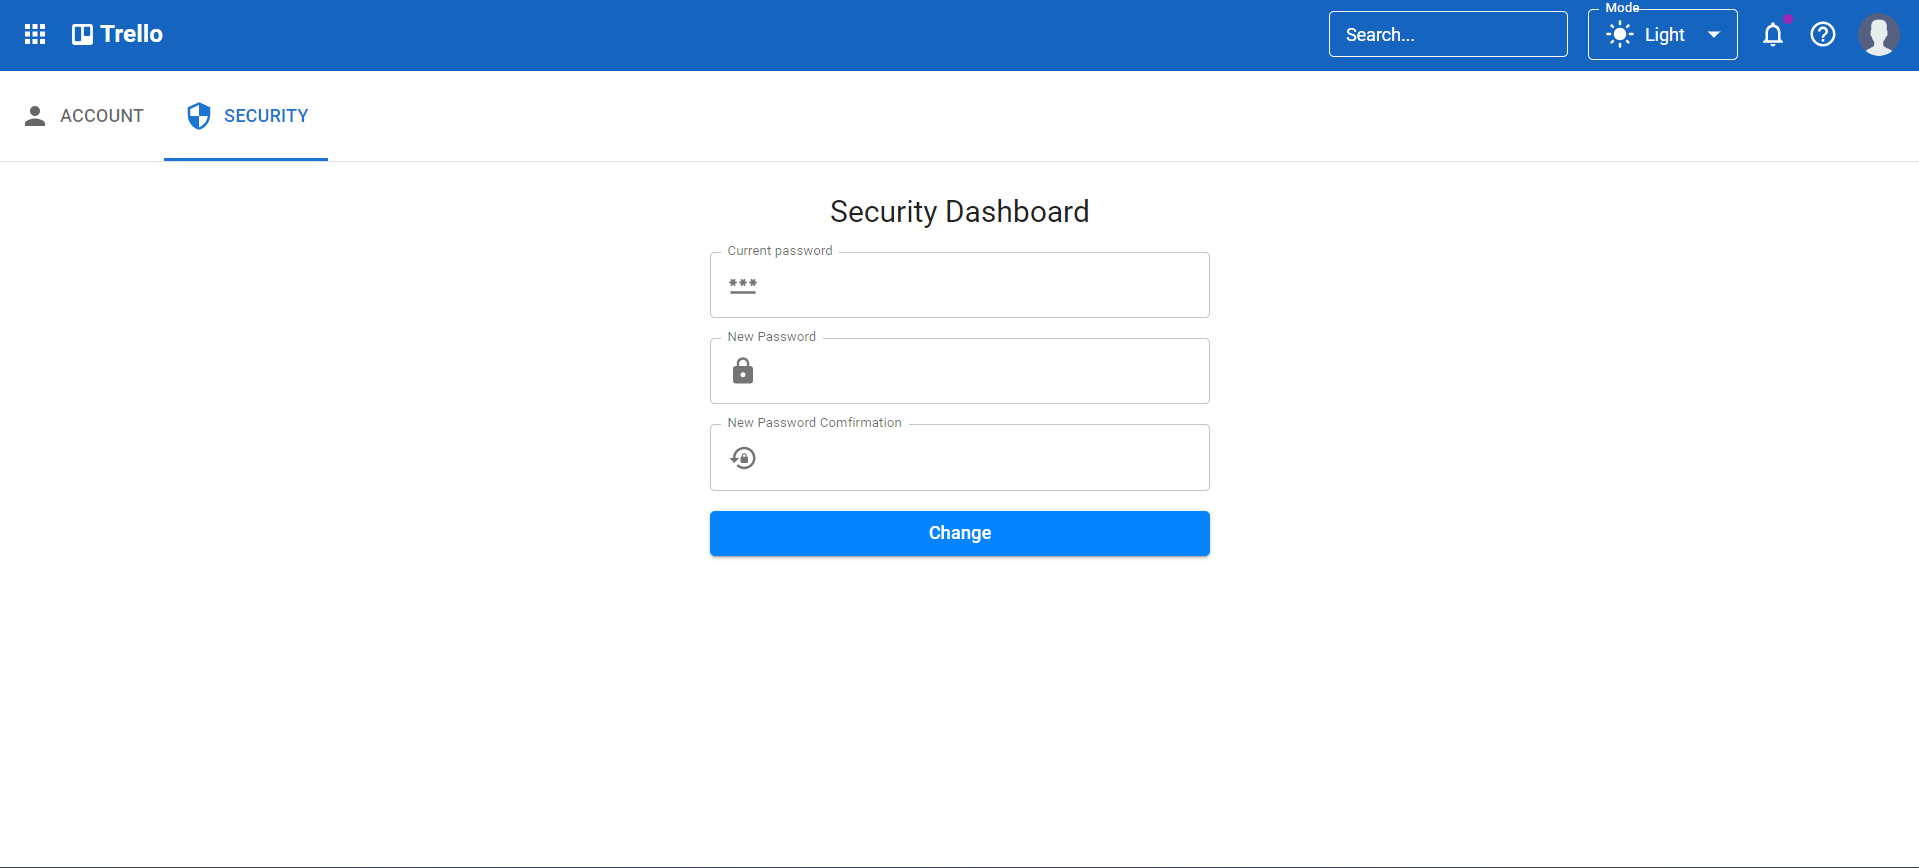 Trello
Search...
Mode
Light
ACCOUNT
SECURITY
Security Dashboard
Current password
New Password
New Password Comfirmation
Change